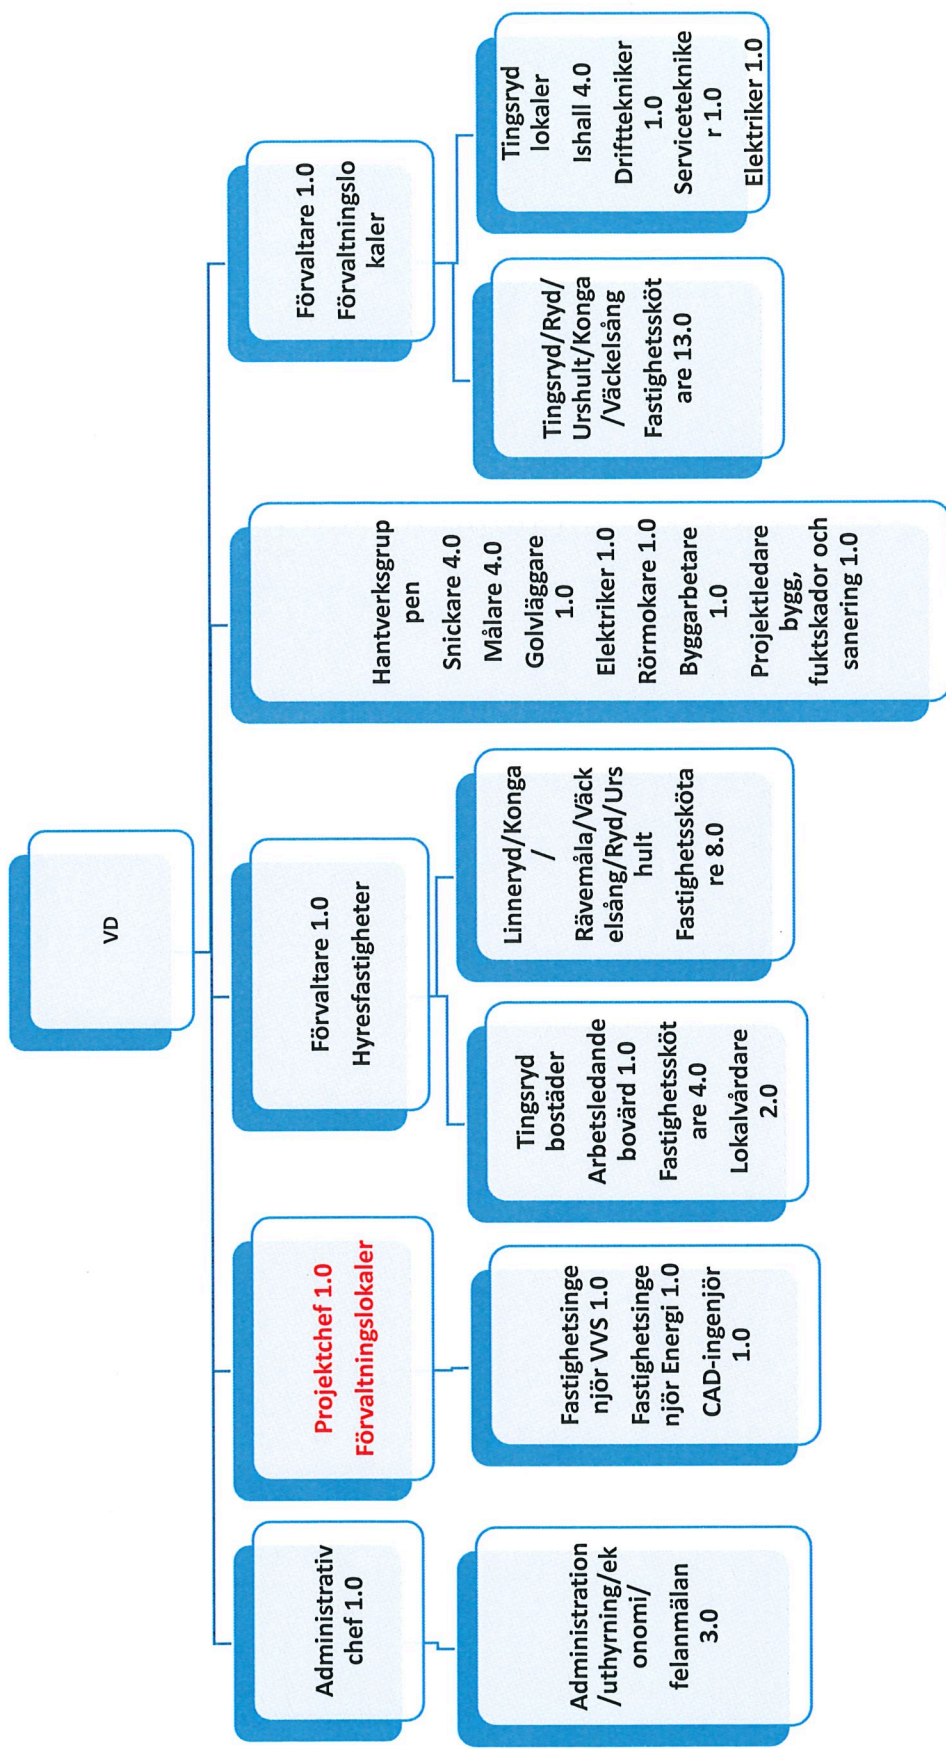 VD
Administrativ
chef 1.0
Administration
/uthyrning/ek
onomi/
felanmälan
3.0
Projektchef 1.0
Förvaltningslokaler
Fastighetsinge
njör VVS 1.0
Fastighetsinge
njör Energi 1.0
CAD-ingenjör
1.0
Förvaltare 1.0
Hyresfastigheter
Tingsryd
bostäder
Arbetsledande
bovärd 1.0
Fastighetssköt
are 4.0
Lokalvårdare
2.0
Linneryd/Konga
/
Rävemåla/Väck
elsång/Ryd/Urs
hult
Fastighetssköta
re 8.0
Hantverksgrup
pen
Snickare 4.0
Målare 4.0
Golvläggare
1.0
Elektriker 1.0
Rörmokare 1.0
Byggarbetare
1.0
Projektledare
bygg,
fuktskador och
sanering 1.0
Förvaltare 1.0
Förvaltningslo
kaler
Tingsryd/Ryd/
Urshult/Konga
/Väckelsång
Fastighetssköt
are 13.0
Tingsryd
lokaler
Ishall 4.0
Drifttekniker
1.0
Serviceteknike
r 1.0
Elektriker 1.0